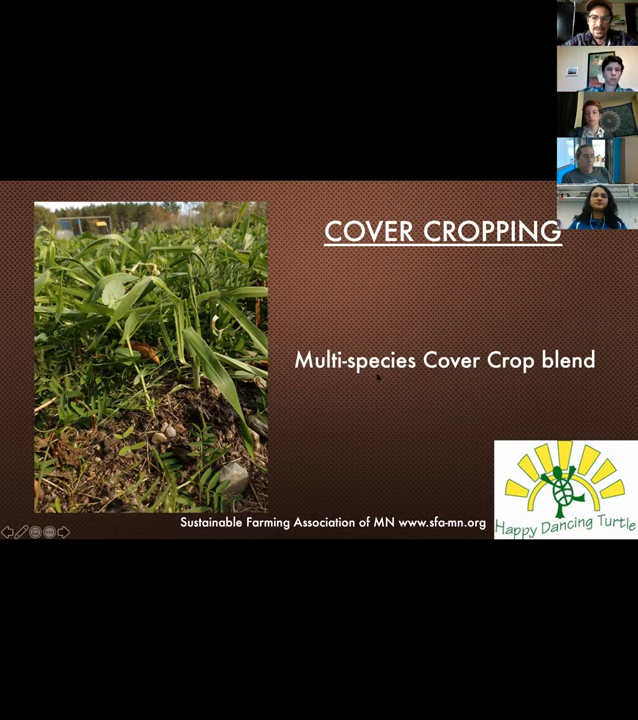 COVER CROPPING
Multi-species Cover Crop blend
Sustainable Farming Association of MN www.sfa-mn.org
Happy Dancing Turtle